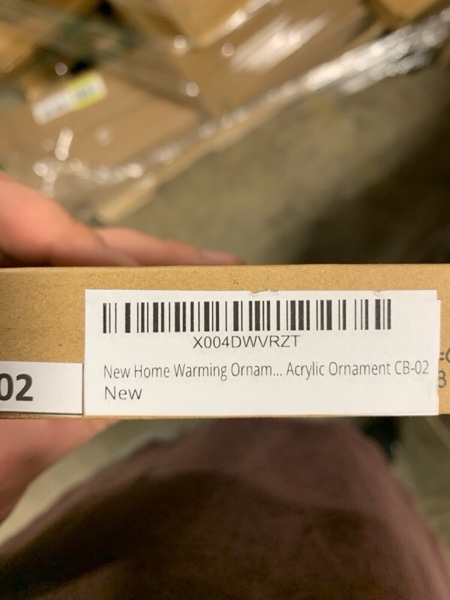 X004DWVRZT
New Home Warming Ornam... Acrylic Ornament CB-02
New
02